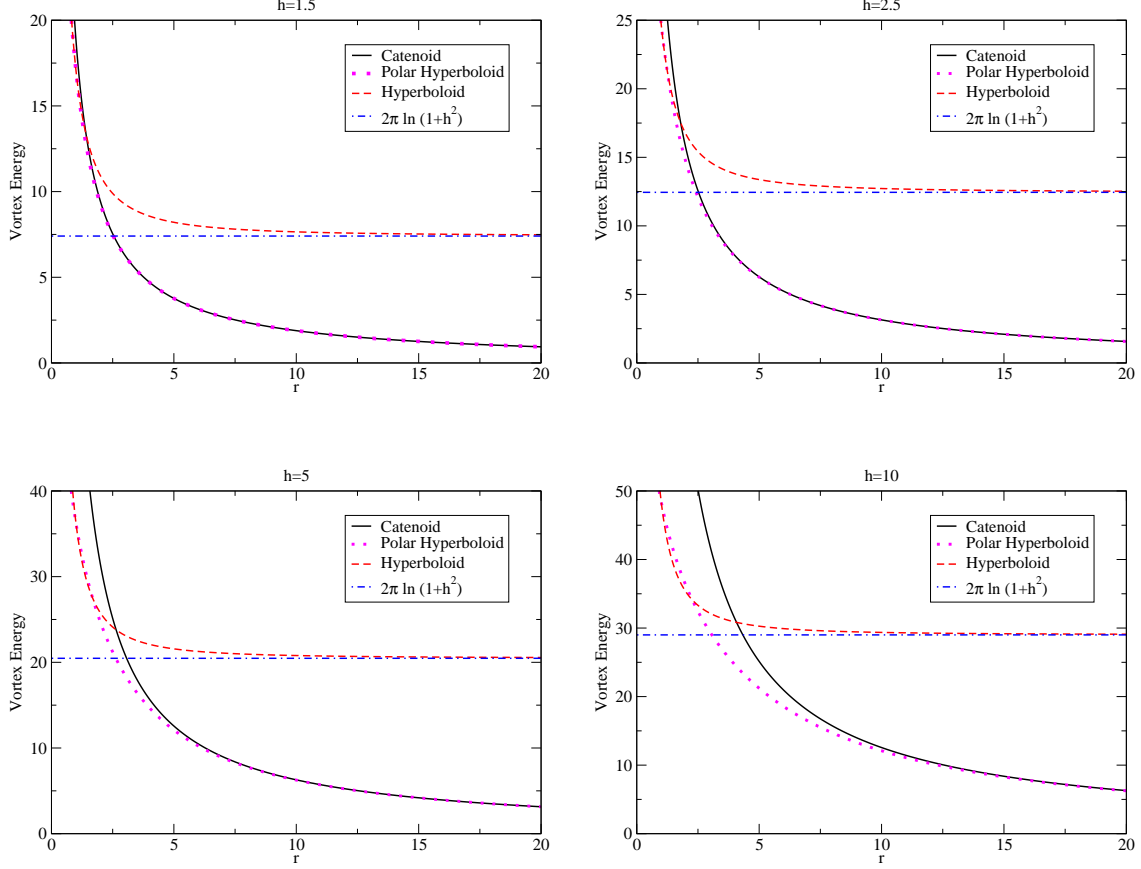 h=1.5
20
15
10
5
0
Vortex Energy
Catenoid
Polar Hyperboloid
Hyperboloid
2π ln (1+h²)
0 5 10 15 20
r
h=2.5
25
20
15
10
5
0
Vortex Energy
Catenoid
Polar Hyperboloid
Hyperboloid
2π ln (1+h²)
0 5 10 15 20
r
h=5
40
30
20
10
0
Vortex Energy
Catenoid
Polar Hyperboloid
Hyperboloid
2π ln (1+h²)
0 5 10 15 20
r
h=10
50
40
30
20
10
0
Vortex Energy
Catenoid
Polar Hyperboloid
Hyperboloid
2π ln (1+h²)
0 5 10 15 20
r